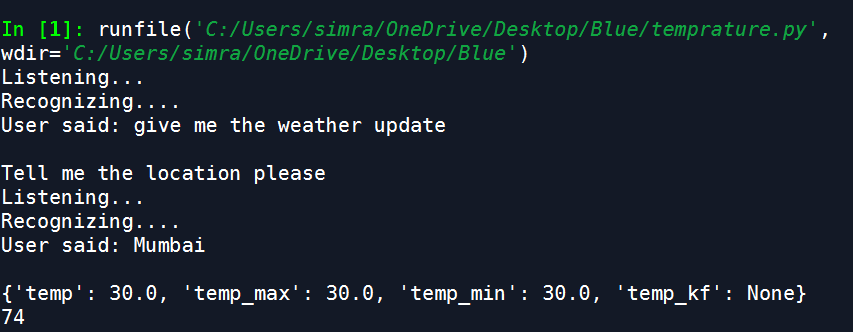 In [1]: runfile('C:/Users/simra/OneDrive/Desktop/Blue/temprature.py',
wdir='C:/Users/simra/OneDrive/Desktop/Blue')
Listening...
Recognizing....
User said: give me the weather update
Tell me the location please
Listening...
Recognizing....
User said: Mumbai
{'temp': 30.0, 'temp_max': 30.0, 'temp_min': 30.0, 'temp_kf': None}
74